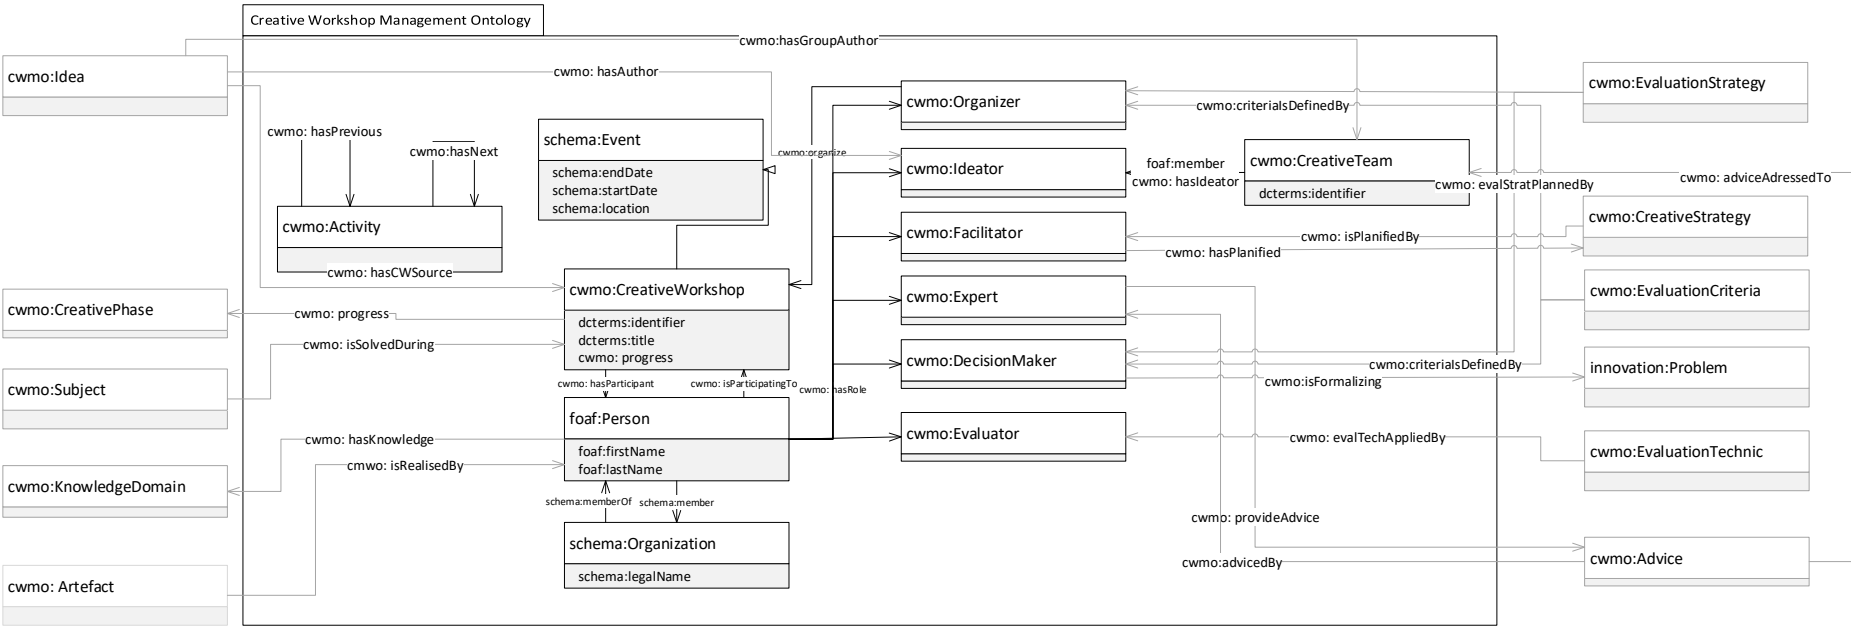 Creative Workshop Management Ontology
cwmo:hasGroupAuthor
cwmo:Idea
cwmo: hasAuthor
cwmo: hasPrevious
cwmo:hasNext
cwmo:Activity
schema:Event
schema:endDate
schema:startDate
schema:location
cwmo:organize
cwmo:Organizer
cwmo:Ideator
cwmo:Facilitator
cwmo:Expert
cwmo:DecisionMaker
cwmo:Evaluator
cwmo:criteriaIsDefinedBy
foaf:member
cwmo: hasIdeator
cwmo:CreativeTeam
dcterms:identifier
cwmo: evalStratPlannedBy
cwmo: adviceAdressedTo
cwmo:EvaluationStrategy
cwmo:CreativeStrategy
cwmo: isPlanifiedBy
cwmo: hasPlanified
cwmo:EvaluationCriteria
cwmo:criteriaIsDefinedBy
cwmo:isFormalizing
innovation:Problem
cwmo: evalTechAppliedBy
cwmo:EvaluationTechnic
cwmo: provideAdvice
cwmo:advicedBy
cwmo:Advice
cwmo: hasCWSource
cwmo:CreativeWorkshop
dcterms:identifier
dcterms:title
cwmo: progress
cwmo:CreativePhase
cwmo: progress
cwmo: isSolvedDuring
cwmo:Subject
cwmo: hasParticipant
cwmo: isParticipatingTo
cwmo: hasRole
foaf:Person
foaf:firstName
foaf:lastName
cwmo: hasKnowledge
cmwo: isRealisedBy
cwmo:KnowledgeDomain
schema:memberOf
schema:member
schema:Organization
schema:legalName
cwmo: Artefact